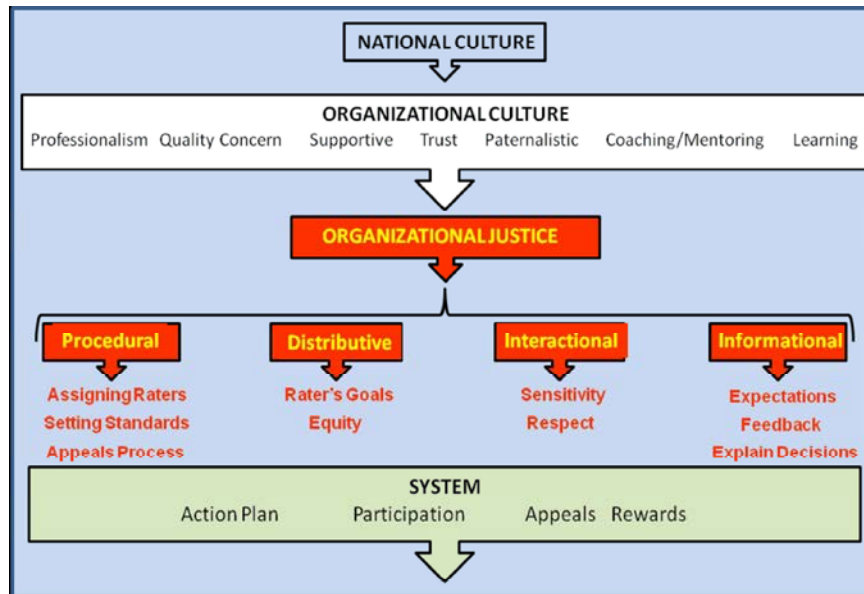 NATIONAL CULTURE
ORGANIZATIONAL CULTURE
Professionalism Quality Concern Supportive Trust Paternalistic Coaching/Mentoring Learning
ORGANIZATIONAL JUSTICE
Procedural Distributive Interactional Informational
Assigning Raters Rater's Goals Sensitivity Expectations
Setting Standards Equity Respect Feedback
Appeals Process Explain Decisions
SYSTEM
Action Plan Participation Appeals Rewards